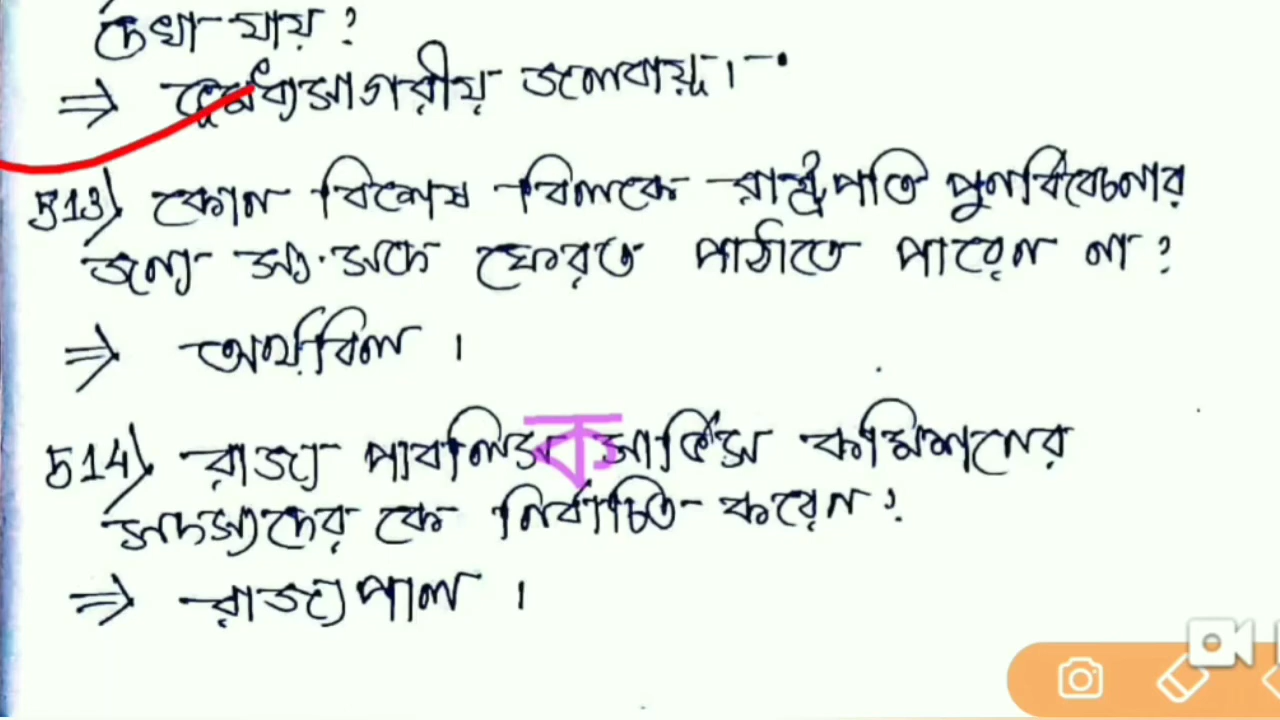 দেখা যায়?
⇒ ভূমধ্যসাগরীয় জলবায়ু।
513) কোন বিশেষ বিলকে রাষ্ট্রপতি পুনর্বিবেচনার
জন্য সংসদে ফেরত পাঠাতে পারেন না?
⇒ অর্থবিল।
514) রাজ্য পাবলিক সার্ভিস কমিশনের
সদস্যদের কে নির্বাচিত করেন?
⇒ রাজ্যপাল।